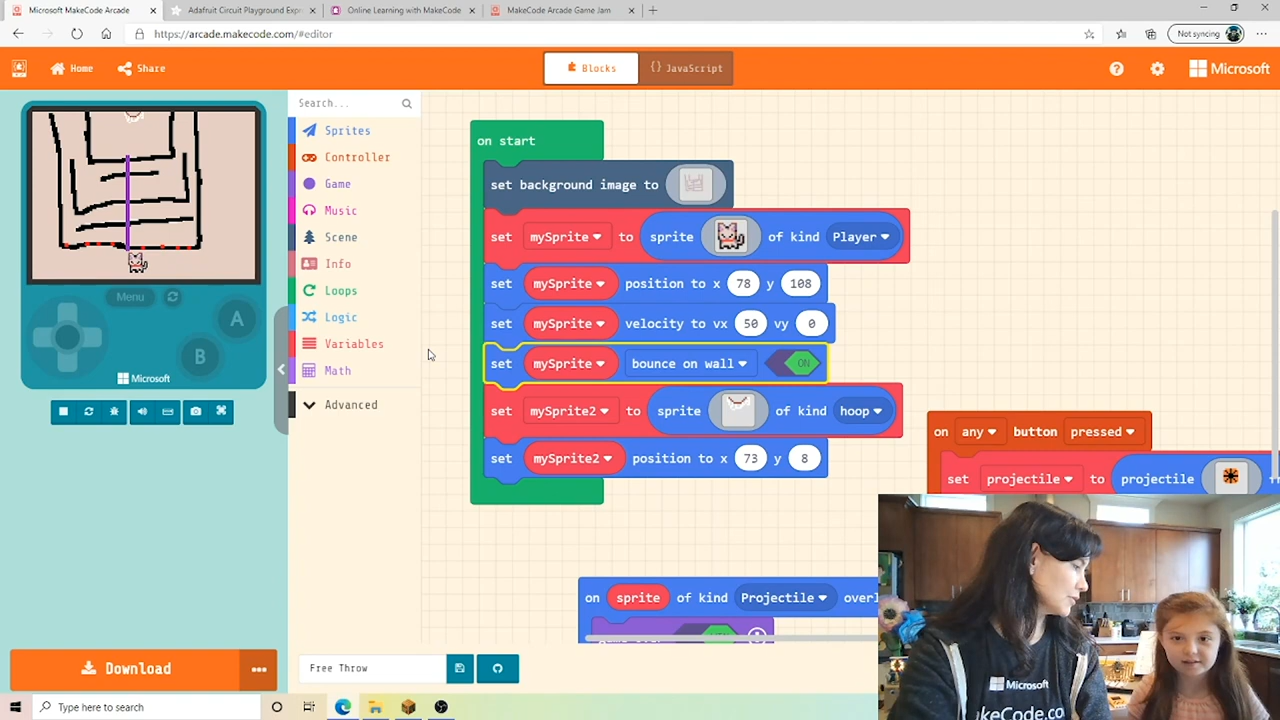 Microsoft MakeCode Arcade
Adafruit Circuit Playground Expr
Online Learning with MakeCode
MakeCode Arcade Game Jam
https://arcade.makecode.com/#editor
Not syncing
Home
Share
Blocks
{} JavaScript
Microsoft
Search...
Sprites
Controller
Game
Music
Scene
Info
Loops
Logic
Variables
Math
Advanced
Menu
A
B
Microsoft
on start
set background image to
set mySprite to sprite of kind Player
set mySprite position to x 78 y 108
set mySprite velocity to vx 50 vy 0
set mySprite bounce on wall ON
set mySprite2 to sprite of kind hoop
set mySprite2 position to x 73 y 8
on any button pressed
set projectile to projectile
on sprite of kind Projectile
Download
Free Throw
Microsoft
Type here to search